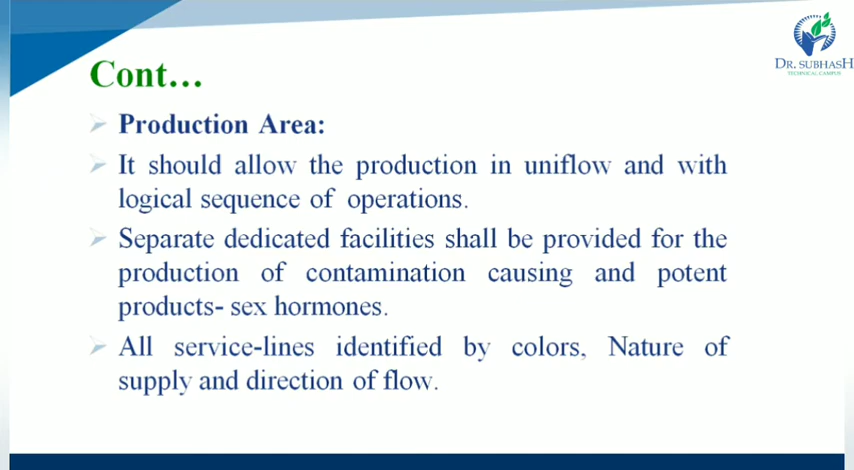 DR. SUBHASH
TECHNICAL CAMPUS
Cont…
Production Area:
It should allow the production in uniflow and with
logical sequence of operations.
Separate dedicated facilities shall be provided for the
production of contamination causing and potent
products- sex hormones.
All service-lines identified by colors, Nature of
supply and direction of flow.